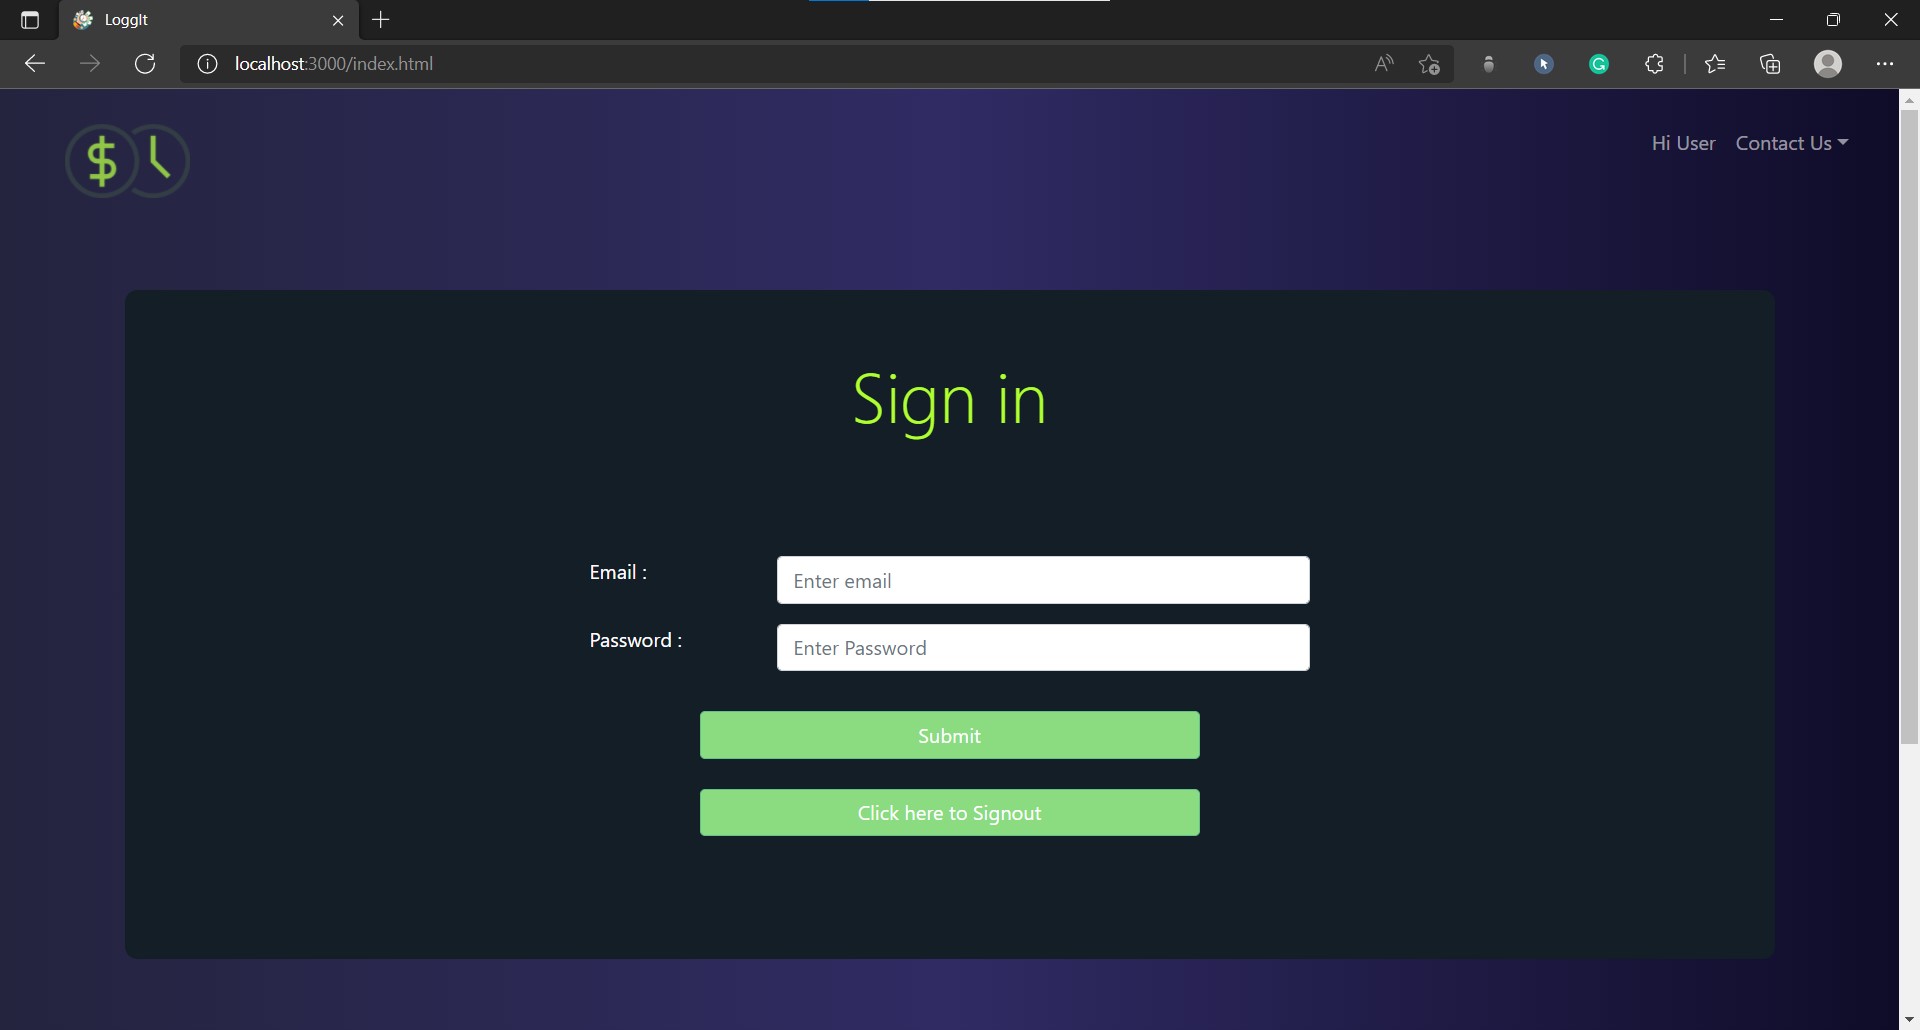 LoggIt
localhost:3000/index.html
Hi User Contact Us
Sign in
Email :
Enter email
Password :
Enter Password
Submit
Click here to Signout